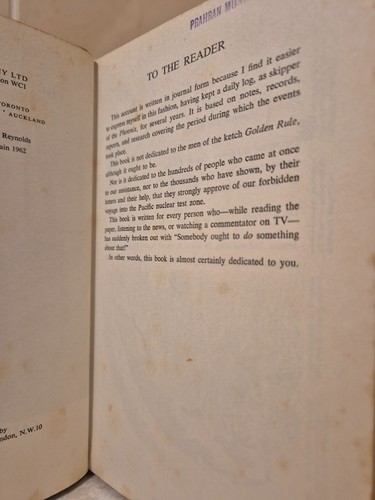 Y LTD
on WC1
TORONTO
AUCKLAND
Reynolds
ain 1962
by
ndon, N.W.10
PRAHRAN
TO THE READER
This account is written in journal form because I find it easier
to express myself in this fashion, having kept a daily log, as skipper
of the Phoenix, for several years. It is based on notes, records,
reports, and research covering the period during which the events
took place.
This book is not dedicated to the men of the ketch Golden Rule,
although it ought to be.
Nor is it dedicated to the hundreds of people who came at once
to our assistance, nor to the thousands who have shown, by their
letters and their help, that they strongly approve of our forbidden
voyage into the Pacific nuclear test zone.
This book is written for every person who—while reading the
paper, listening to the news, or watching a commentator on TV—
has suddenly broken out with “Somebody ought to do something
about that!”
In other words, this book is almost certainly dedicated to you.